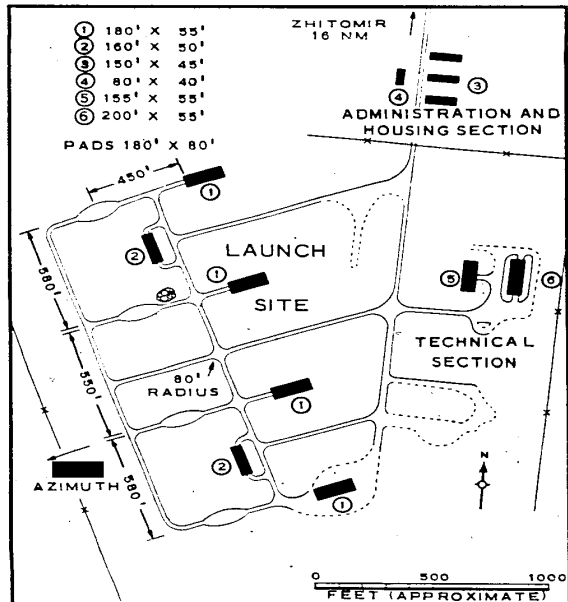 ① 180' X 55'
② 160' X 50'
③ 150' X 45'
④ 80' X 40'
⑤ 155' X 55'
⑥ 200' X 55'
PADS 180' X 80'
ZHITOMIR
16 NM
④
③
ADMINISTRATION AND
HOUSING SECTION
450'
①
②
LAUNCH
①
SITE
⑤
⑥
TECHNICAL
SECTION
580'
550'
580'
80'
RADIUS
①
②
①
AZIMUTH
N
0 500 1000
FEET (APPROXIMATE)